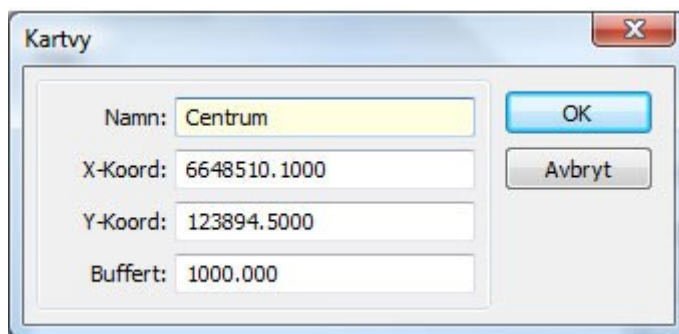 Kartvy
Namn: Centrum
OK
X-Koord: 6648510.1000
Avbryt
Y-Koord: 123894.5000
Buffert: 1000.000